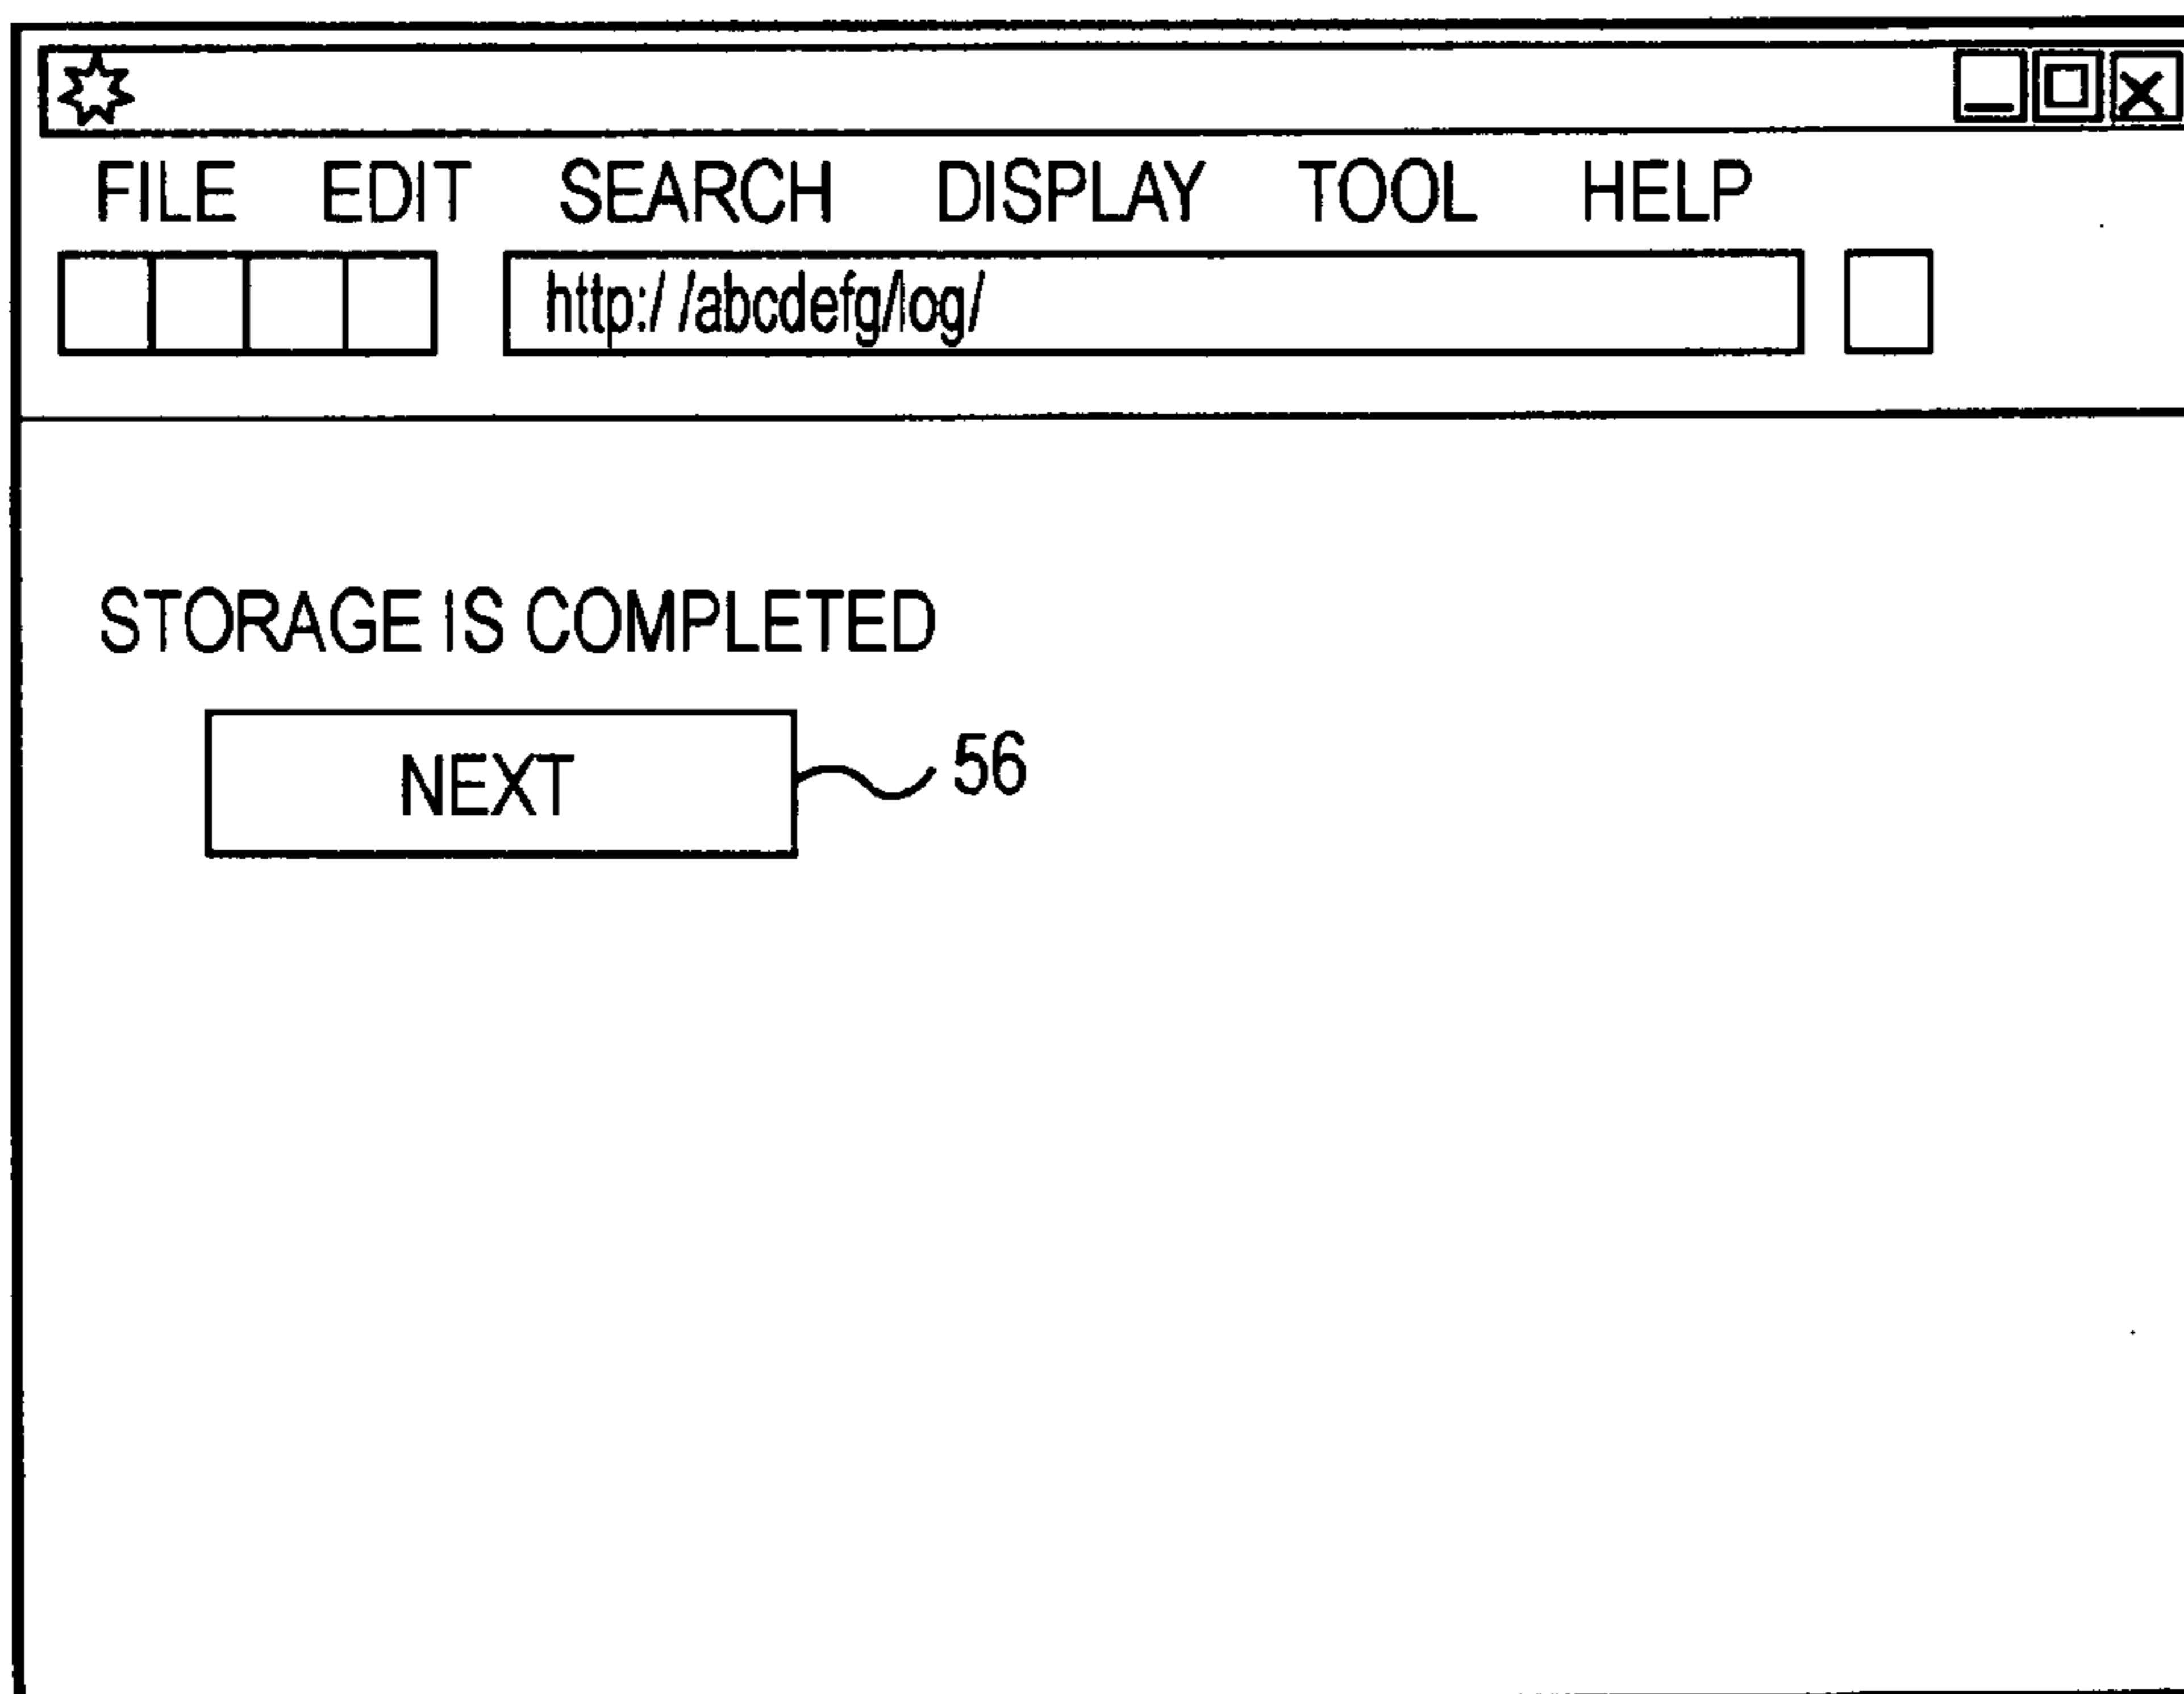 FILE EDIT SEARCH DISPLAY TOOL HELP
http://abcdefg/log/
STORAGE IS COMPLETED
NEXT 56